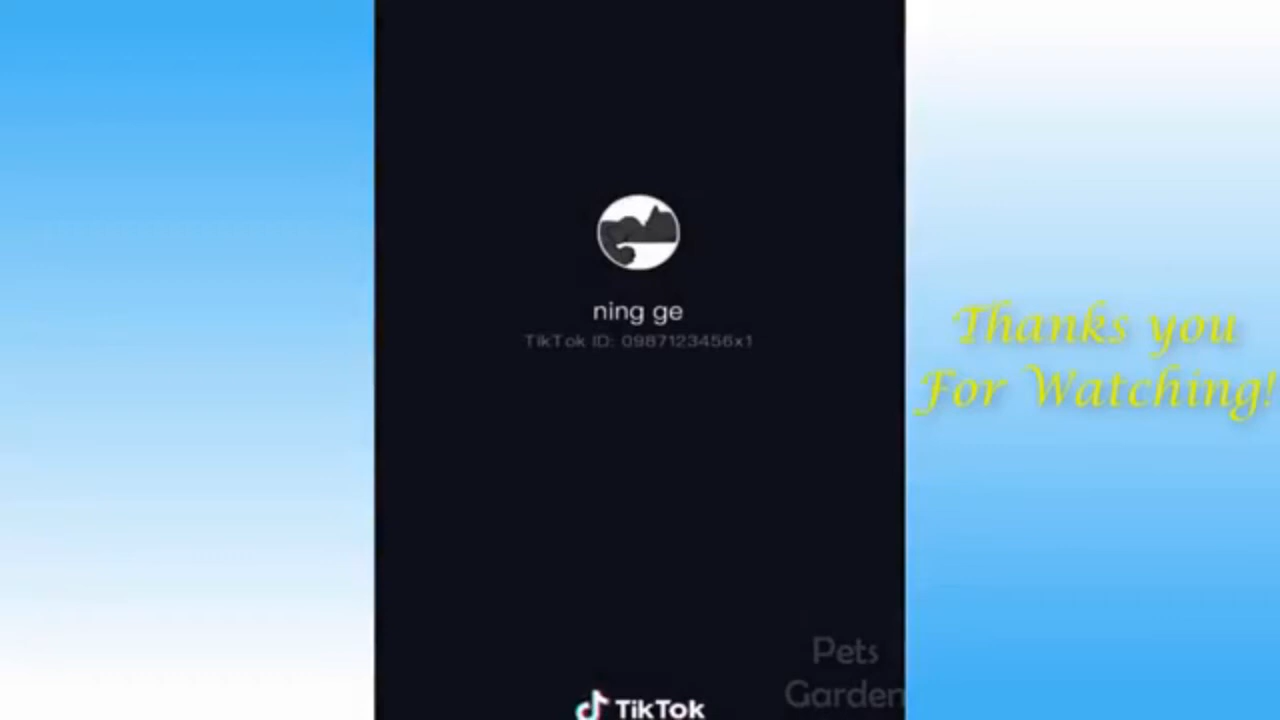 ning ge
TikTok ID: 0987123456x1
Thanks you
For Watching!
Pets
Garden
TikTok